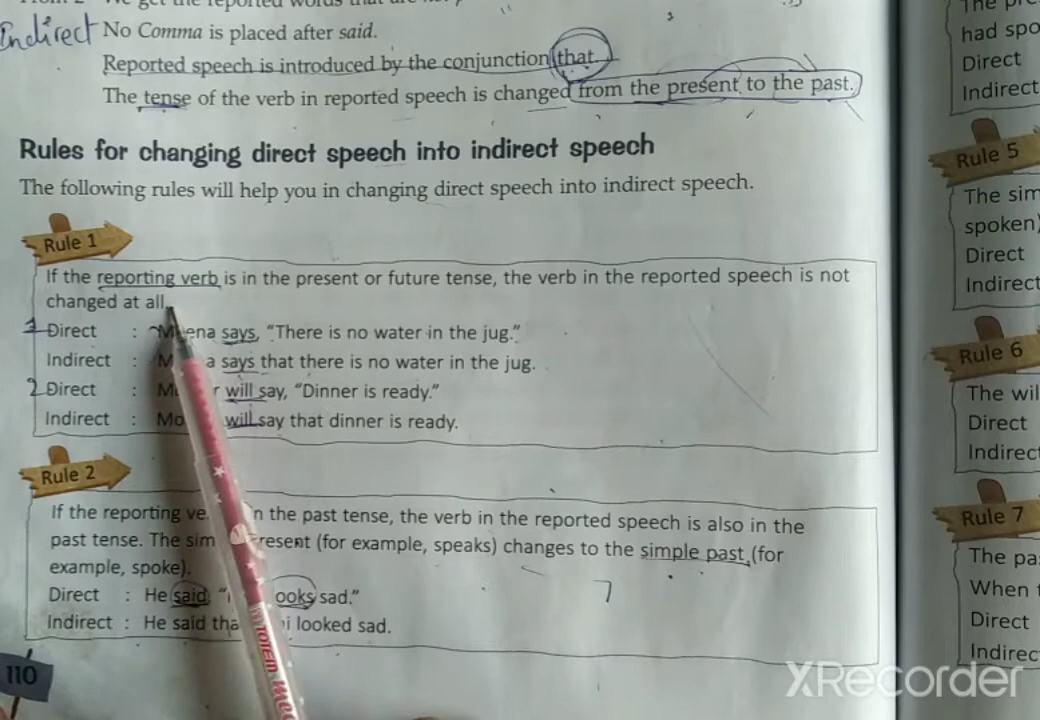 Indirect No Comma is placed after said.
Reported speech is introduced by the conjunction that
The tense of the verb in reported speech is changed from the present to the past.
Rules for changing direct speech into indirect speech
The following rules will help you in changing direct speech into indirect speech.
Rule 1
If the reporting verb is in the present or future tense, the verb in the reported speech is not
changed at all.
1 Direct : says, "There is no water in the jug."
Indirect : says that there is no water in the jug.
2 Direct : will say, "Dinner is ready."
Indirect : will say that dinner is ready.
Rule 2
If the reporting the past tense, the verb in the reported speech is also in the
past tense. The (for example, speaks) changes to the simple past (for
example, spoke).
Direct : He said, sad."
Indirect : He said looked sad.
110
had
Direct
Indirect
Rule 5
The
spoken)
Direct
Indirect
Rule 6
The
Direct
Indirect
Rule 7
The
When
Direct
XRecorder